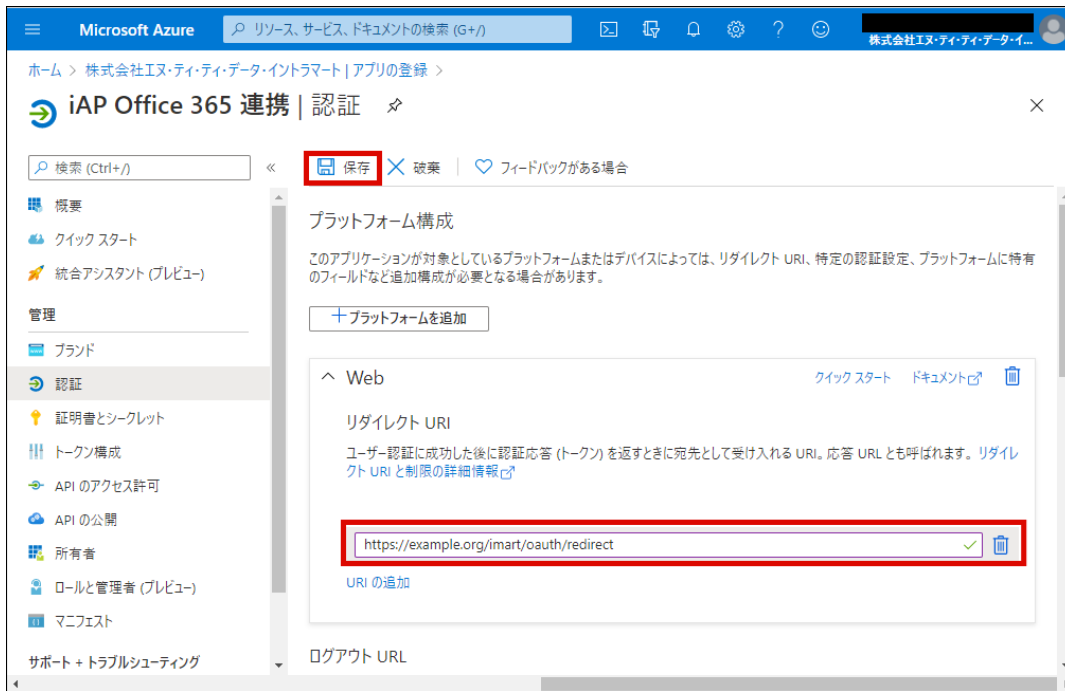 Microsoft Azure
リソース、サービス、ドキュメントの検索 (G+/)
株式会社エヌ・ティ・ティ・データ・イ...
ホーム > 株式会社エヌ・ティ・ティ・データ・イントラマート | アプリの登録 >
iAP Office 365 連携 | 認証
検索 (Ctrl+/)
保存
破棄
フィードバックがある場合
概要
クイック スタート
統合アシスタント (プレビュー)
管理
ブランド
認証
証明書とシークレット
トークン構成
API のアクセス許可
API の公開
所有者
ロールと管理者 (プレビュー)
マニフェスト
サポート + トラブルシューティング
プラットフォーム構成
このアプリケーションが対象としているプラットフォームまたはデバイスによっては、リダイレクト URI、特定の認証設定、プラットフォームに特有
のフィールドなど追加構成が必要となる場合があります。
+プラットフォームを追加
Web
クイック スタート
ドキュメント
リダイレクト URI
ユーザー認証に成功した後に認証応答 (トークン) を返すときに宛先として受け入れる URI。応答 URL とも呼ばれます。リダイレ
クト URI と制限の詳細情報
https://example.org/imart/oauth/redirect
URI の追加
ログアウト URL